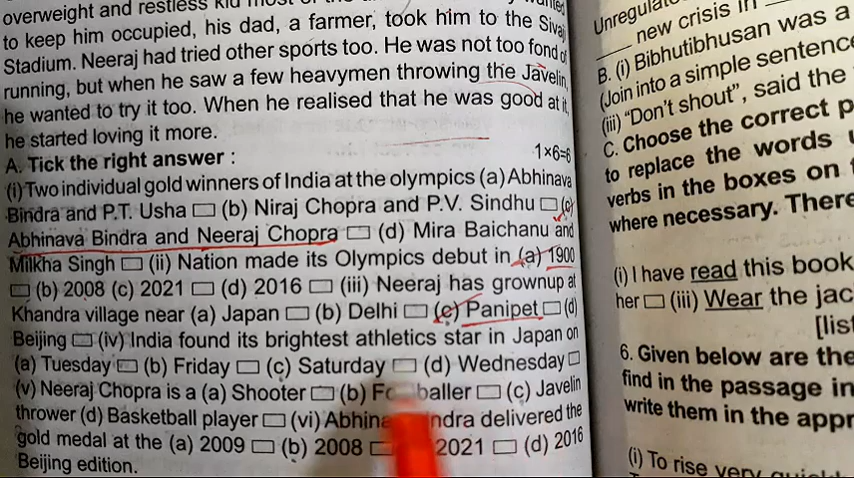 overweight and restless kid most of the
to keep him occupied, his dad, a farmer, took him to the Sivaji
Stadium. Neeraj had tried other sports too. He was not too fond of
running, but when he saw a few heavymen throwing the Javelin,
he wanted to try it too. When he realised that he was good at it,
he started loving it more.
A. Tick the right answer : 1×6=6
(i) Two individual gold winners of India at the olympics (a) Abhinava
Bindra and P.T. Usha □ (b) Niraj Chopra and P.V. Sindhu □ (c)
Abhinava Bindra and Neeraj Chopra □ (d) Mira Baichanu and
Milkha Singh □ (ii) Nation made its Olympics debut in (a) 1900
□ (b) 2008 (c) 2021 □ (d) 2016 □ (iii) Neeraj has grownup at
Khandra village near (a) Japan □ (b) Delhi □ (c) Panipet □ (d)
Beijing □ (iv) India found its brightest athletics star in Japan on
(a) Tuesday □ (b) Friday □ (c) Saturday □ (d) Wednesday □
(v) Neeraj Chopra is a (a) Shooter □ (b) baller □ (c) Javelin
thrower (d) Basketball player □ (vi) ndra delivered the
gold medal at the (a) 2009 □ (b) 2008 □ 2021 □ (d) 2016
Beijing edition.
new crisis in
B. (i) Bibhutibhusan was a
(Join into a simple sentence
(iii) "Don't shout", said the
C. Choose the correct
to replace the words
verbs in the boxes on
where necessary. There
(i) I have read this book
her □ (iii) Wear the
6. Given below are the
find in the passage
write them in the
(i) To rise very